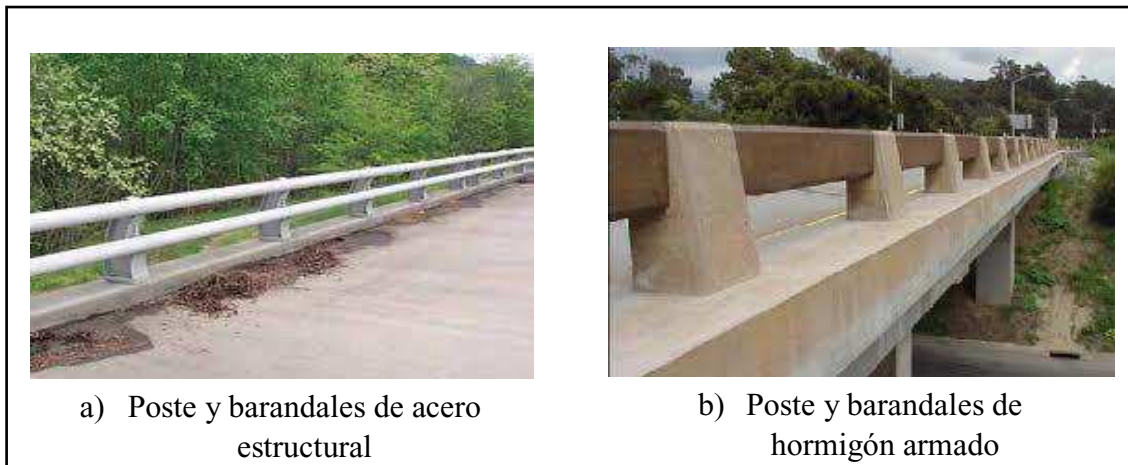 a) Poste y barandales de acero
estructural
b) Poste y barandales de
hormigón armado